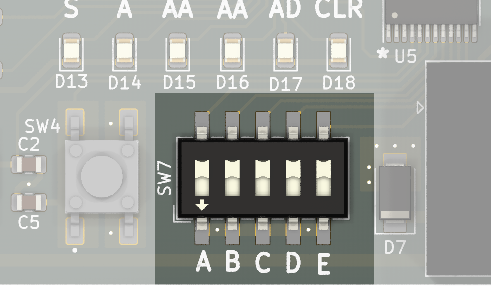 S A AA AA AD CLR
* U5
D13 D14 D15 D16 D17 D18
SW4
C2
SW7
C5
D7
A B C D E